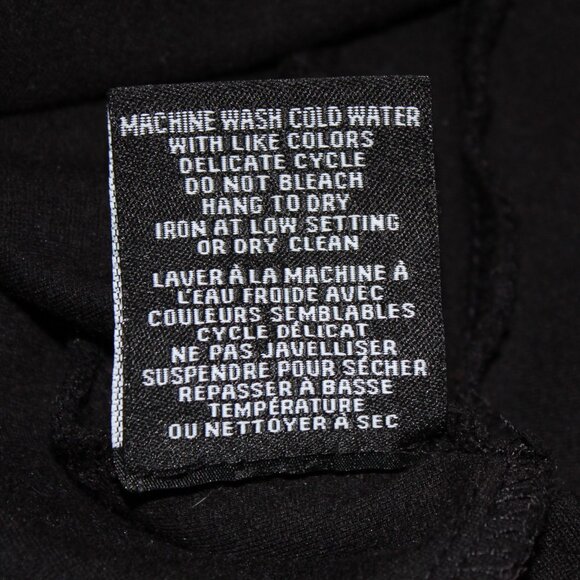 MACHINE WASH COLD WATER
WITH LIKE COLORS
DELICATE CYCLE
DO NOT BLEACH
HANG TO DRY
IRON AT LOW SETTING
OR DRY CLEAN
LAVER À LA MACHINE À
L'EAU FROIDE AVEC
COULEURS SEMBLABLES
CYCLE DÉLICAT
NE PAS JAVELLISER
SUSPENDRE POUR SÉCHER
RÉPASSER À BASSE
TEMPÉRATURE
OU NETTOYER À SEC